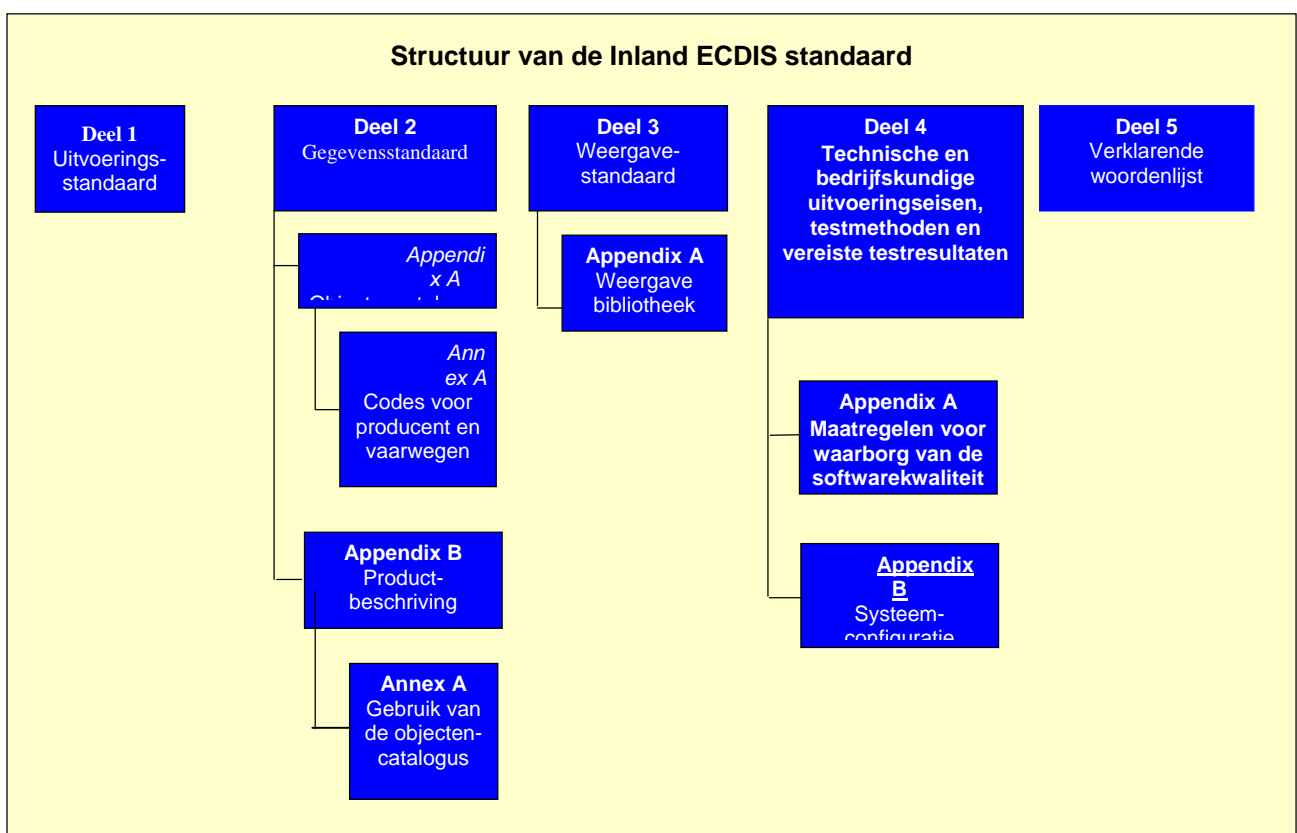 Structuur van de Inland ECDIS standaard
Deel 1
Uitvoerings-
standaard
Deel 2
Gegevensstandaard
Appendi
x A
Ann
ex A
Codes voor
producent en
vaarwegen
Appendix B
Product-
beschriving
Annex A
Gebruik van
de objecten-
catalogus
Deel 3
Weergave-
standaard
Appendix A
Weergave
bibliotheek
Deel 4
Technische en
bedrijfskundige
uitvoeringseisen,
testmethoden en
vereiste testresultaten
Appendix A
Maatregelen voor
waarborg van de
softwarekwaliteit
Appendix
B
Systeem-
configuratie
Deel 5
Verklarende
woordenlijst